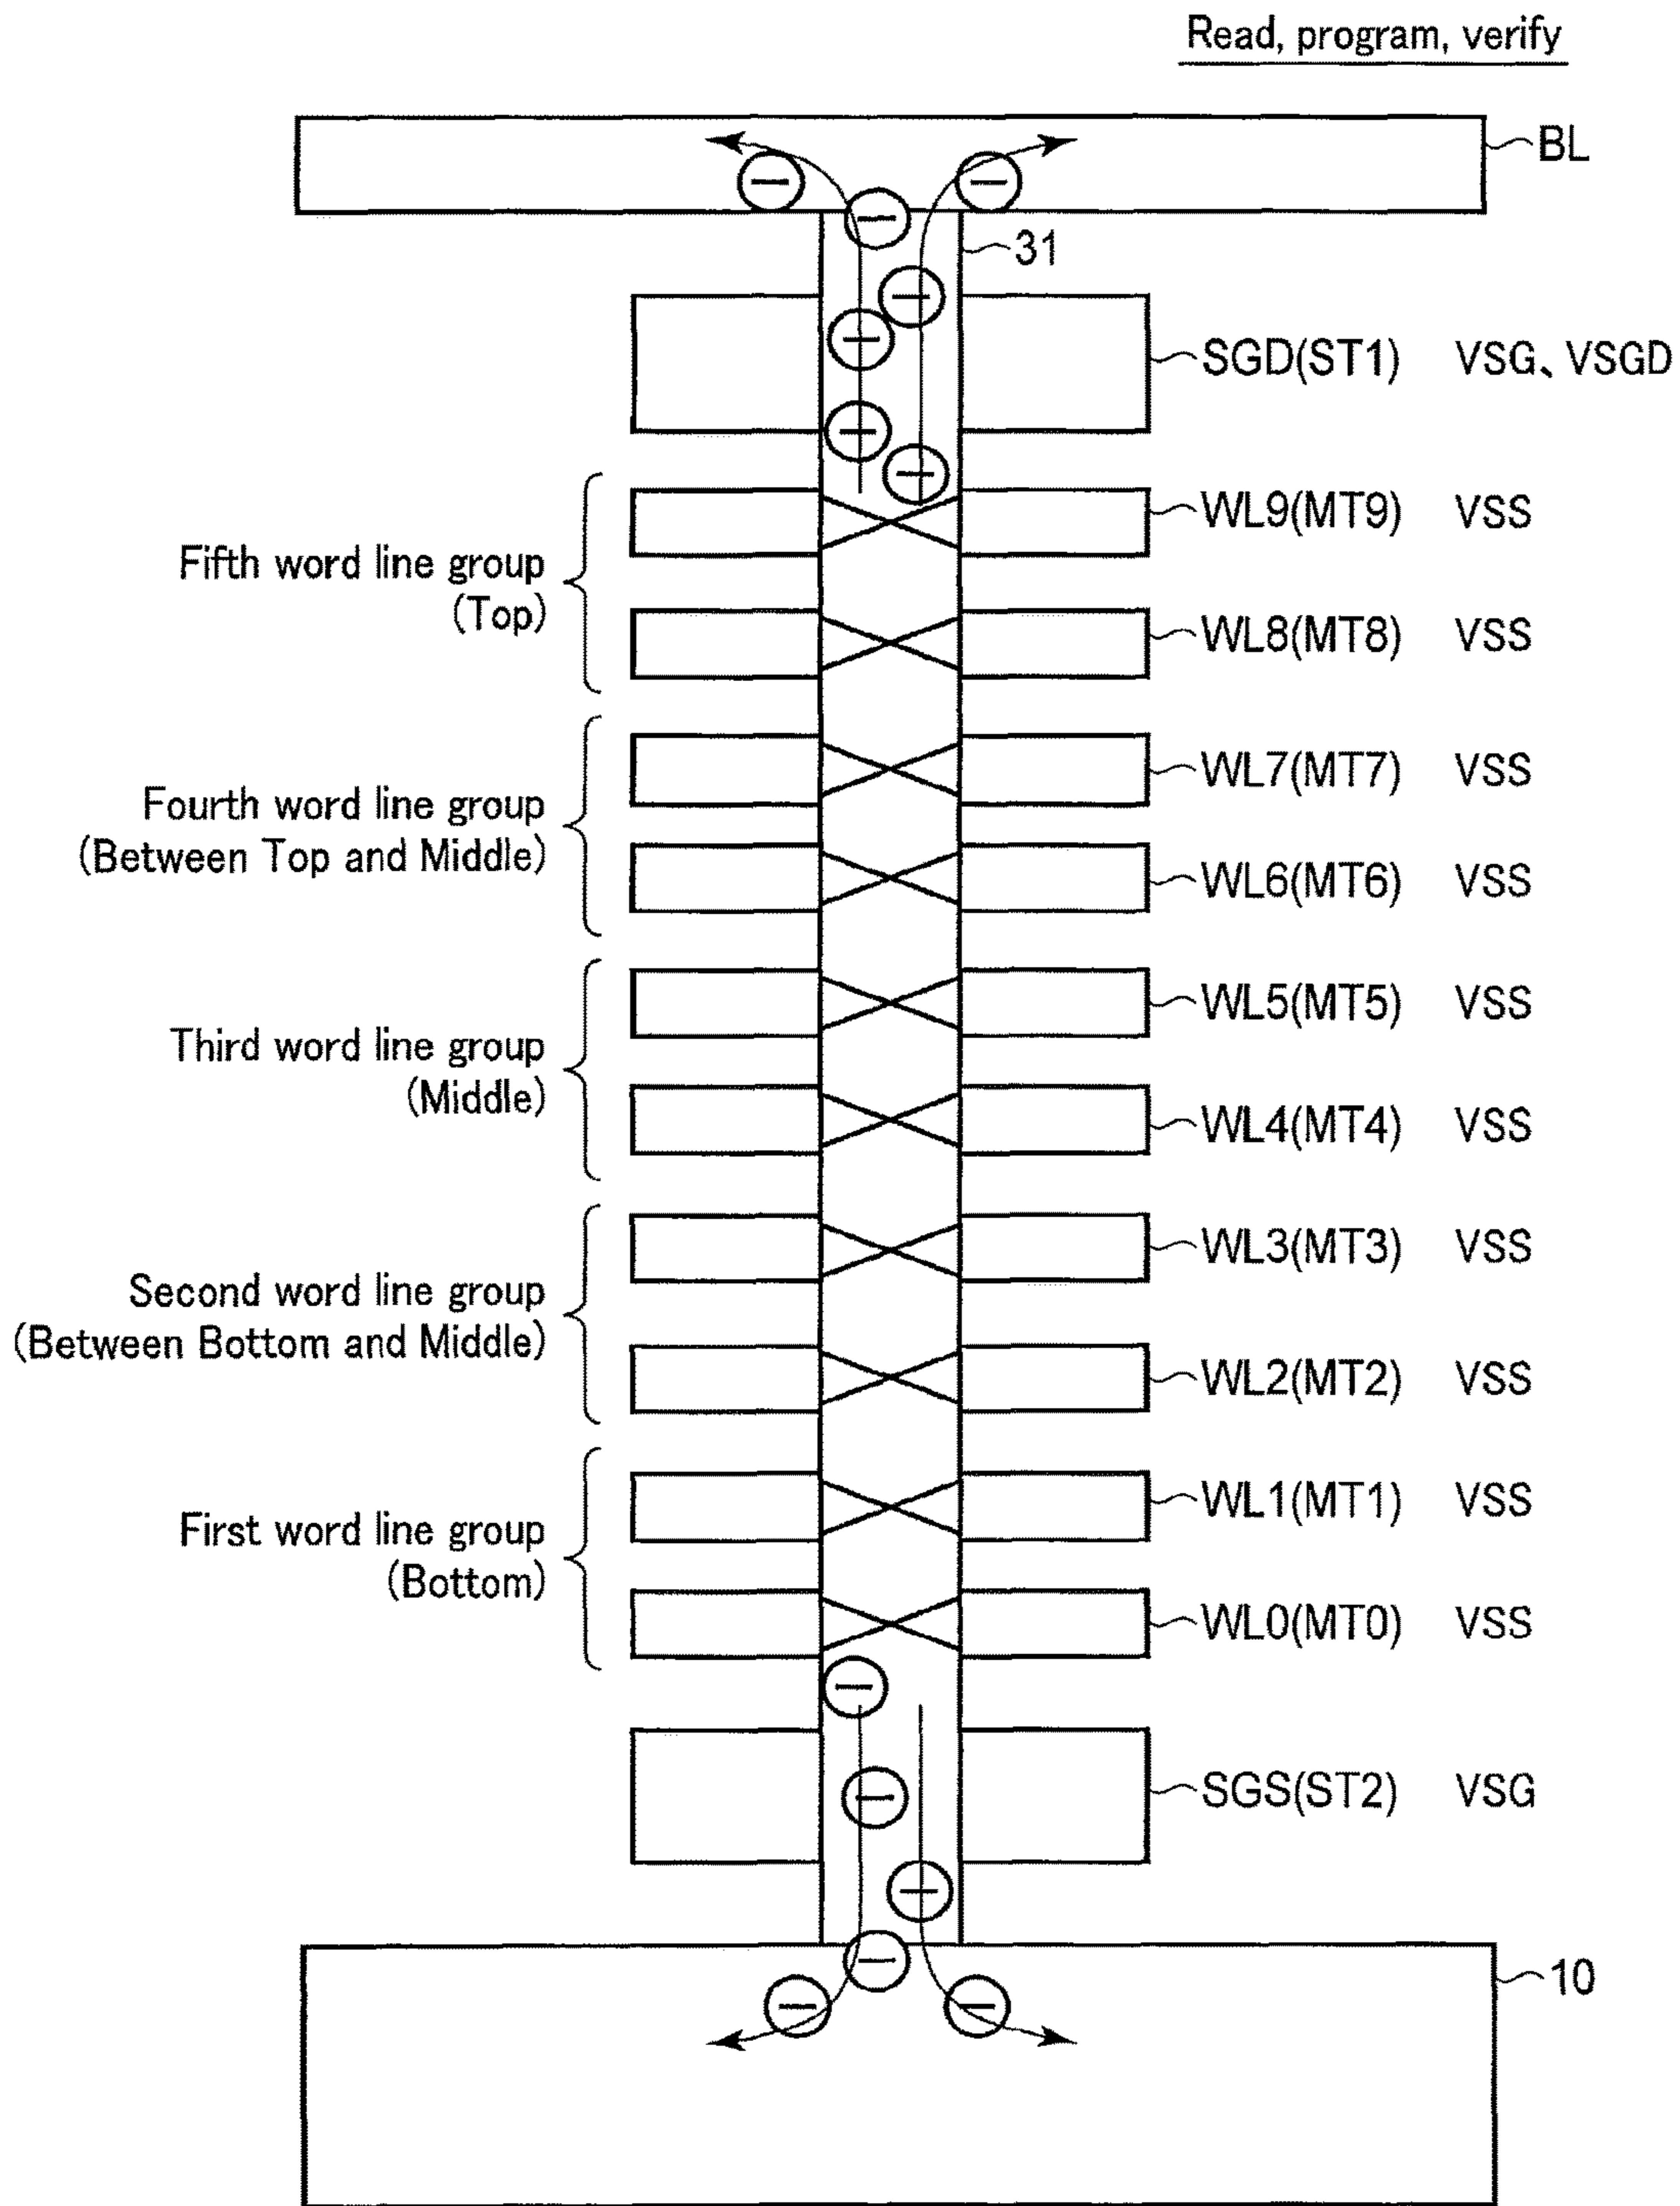 Read, program, verify
BL
31
SGD(ST1) VSG、VSGD
WL9(MT9) VSS
Fifth word line group
(Top)
WL8(MT8) VSS
WL7(MT7) VSS
Fourth word line group
(Between Top and Middle)
WL6(MT6) VSS
WL5(MT5) VSS
Third word line group
(Middle)
WL4(MT4) VSS
WL3(MT3) VSS
Second word line group
(Between Bottom and Middle)
WL2(MT2) VSS
WL1(MT1) VSS
First word line group
(Bottom)
WL0(MT0) VSS
SGS(ST2) VSG
10